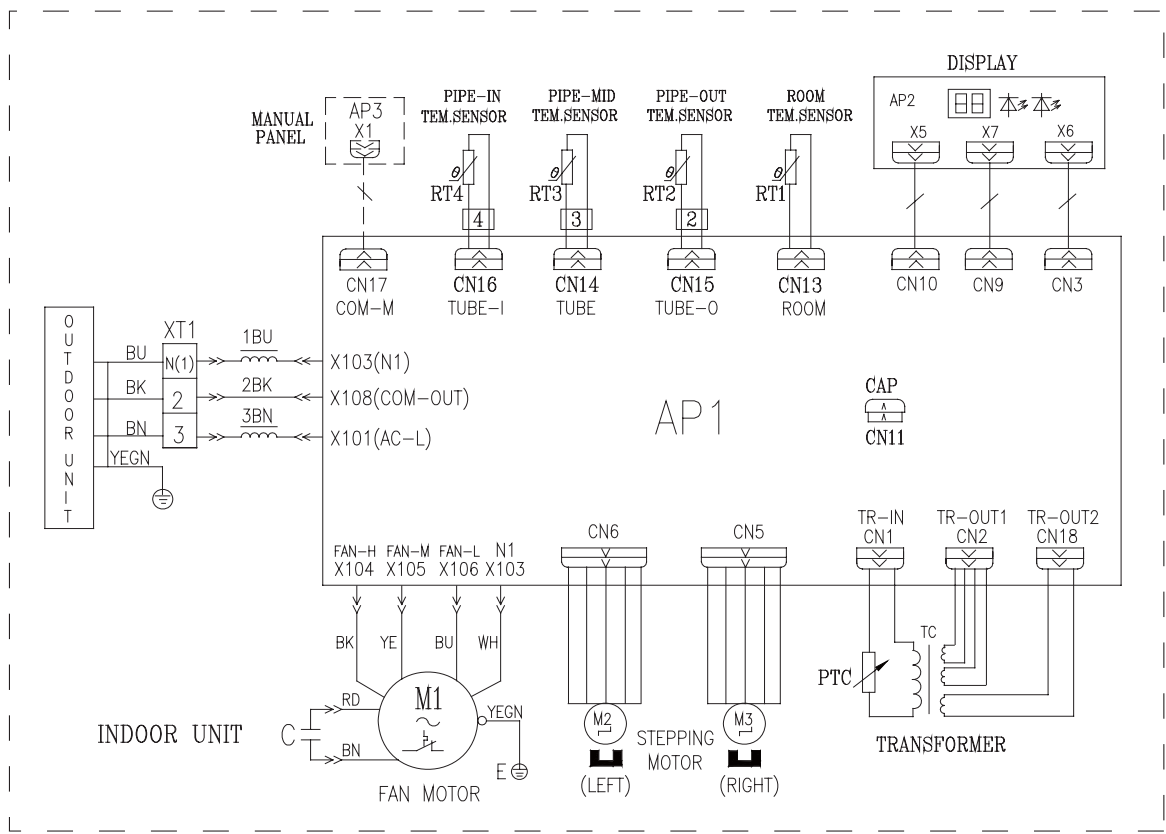 DISPLAY
AP2
X5 X7 X6
MANUAL
PANEL
AP3
X1
PIPE-IN
TEM.SENSOR
PIPE-MID
TEM.SENSOR
PIPE-OUT
TEM.SENSOR
ROOM
TEM.SENSOR
θ θ θ θ
RT4 RT3 RT2 RT1
4 3 2
CN17
COM-M
CN16
TUBE-I
CN14
TUBE
CN15
TUBE-O
CN13
ROOM
CN10 CN9 CN3
OUTDOOR UNIT
XT1
BU N(1) 1BU X103(N1)
BK 2 2BK X108(COM-OUT)
BN 3 3BN X101(AC-L)
YEGN
AP1
CAP
CN11
FAN-H FAN-M FAN-L N1
X104 X105 X106 X103
CN6 CN5
TR-IN
CN1
TR-OUT1
CN2
TR-OUT2
CN18
BK YE BU WH
TC
PTC
RD
M1
YEGN
C
BN
E
FAN MOTOR
INDOOR UNIT
M2 M3
STEPPING
MOTOR
(LEFT) (RIGHT)
TRANSFORMER